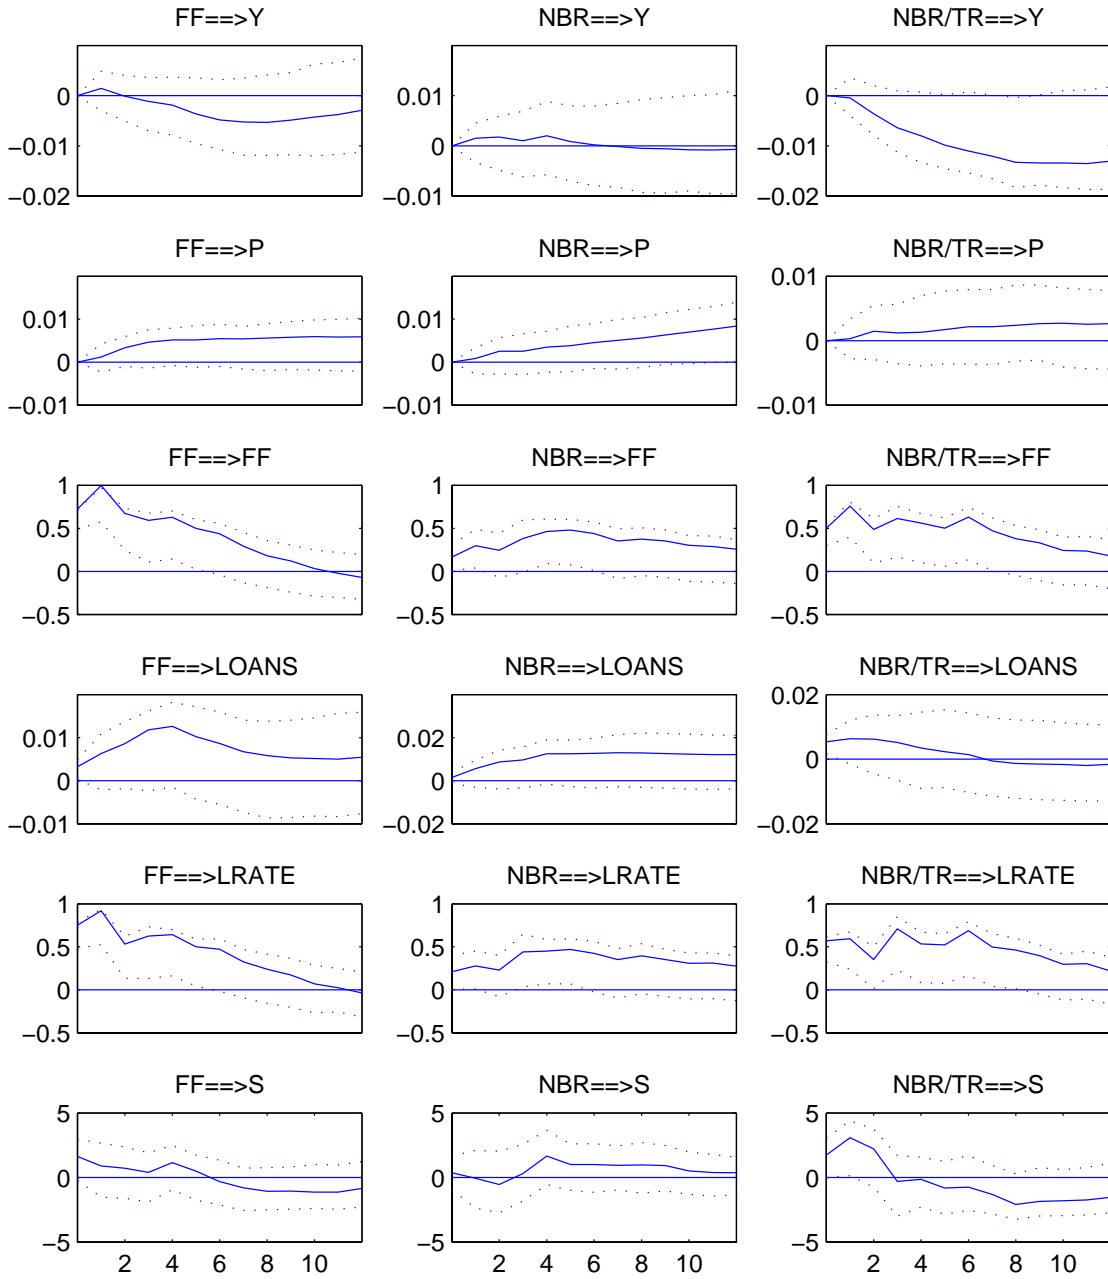 FF==>Y NBR==>Y NBR/TR==>Y
0 0.01 0
−0.01 0 −0.01
−0.02 −0.01 −0.02
FF==>P NBR==>P NBR/TR==>P
0.01 0.01 0.01
0 0 0
−0.01 −0.01 −0.01
FF==>FF NBR==>FF NBR/TR==>FF
1 1 1
0.5 0.5 0.5
0 0 0
−0.5 −0.5 −0.5
FF==>LOANS NBR==>LOANS NBR/TR==>LOANS
0.01 0.02 0.02
0 0 0
−0.01 −0.02 −0.02
FF==>LRATE NBR==>LRATE NBR/TR==>LRATE
1 1 1
0.5 0.5 0.5
0 0 0
−0.5 −0.5 −0.5
FF==>S NBR==>S NBR/TR==>S
5 5 5
0 0 0
−5 −5 −5
2 4 6 8 10 2 4 6 8 10 2 4 6 8 10